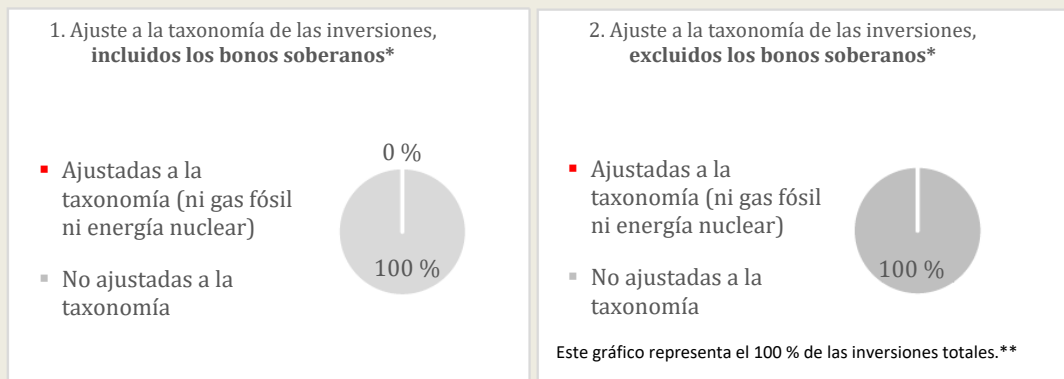 1. Ajuste a la taxonomía de las inversiones,
incluidos los bonos soberanos*
Ajustadas a la
taxonomía (ni gas fósil
ni energía nuclear)
No ajustadas a la
taxonomía
0 %
100 %
2. Ajuste a la taxonomía de las inversiones,
excluidos los bonos soberanos*
Ajustadas a la
taxonomía (ni gas fósil
ni energía nuclear)
No ajustadas a la
taxonomía
100 %
Este gráfico representa el 100 % de las inversiones totales.**